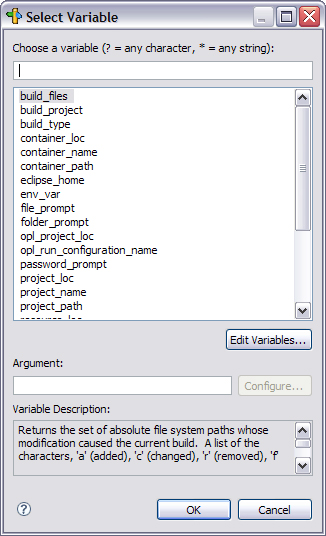 Select Variable
Choose a variable (? = any character, * = any string):
build_files
build_project
build_type
container_loc
container_name
container_path
eclipse_home
env_var
file_prompt
folder_prompt
opl_project_loc
opl_run_configuration_name
password_prompt
project_loc
project_name
project_path
Edit Variables...
Argument:
Configure...
Variable Description:
Returns the set of absolute file system paths whose
modification caused the current build.  A list of the
characters, 'a' (added), 'c' (changed), 'r' (removed), 'f'
?
OK
Cancel